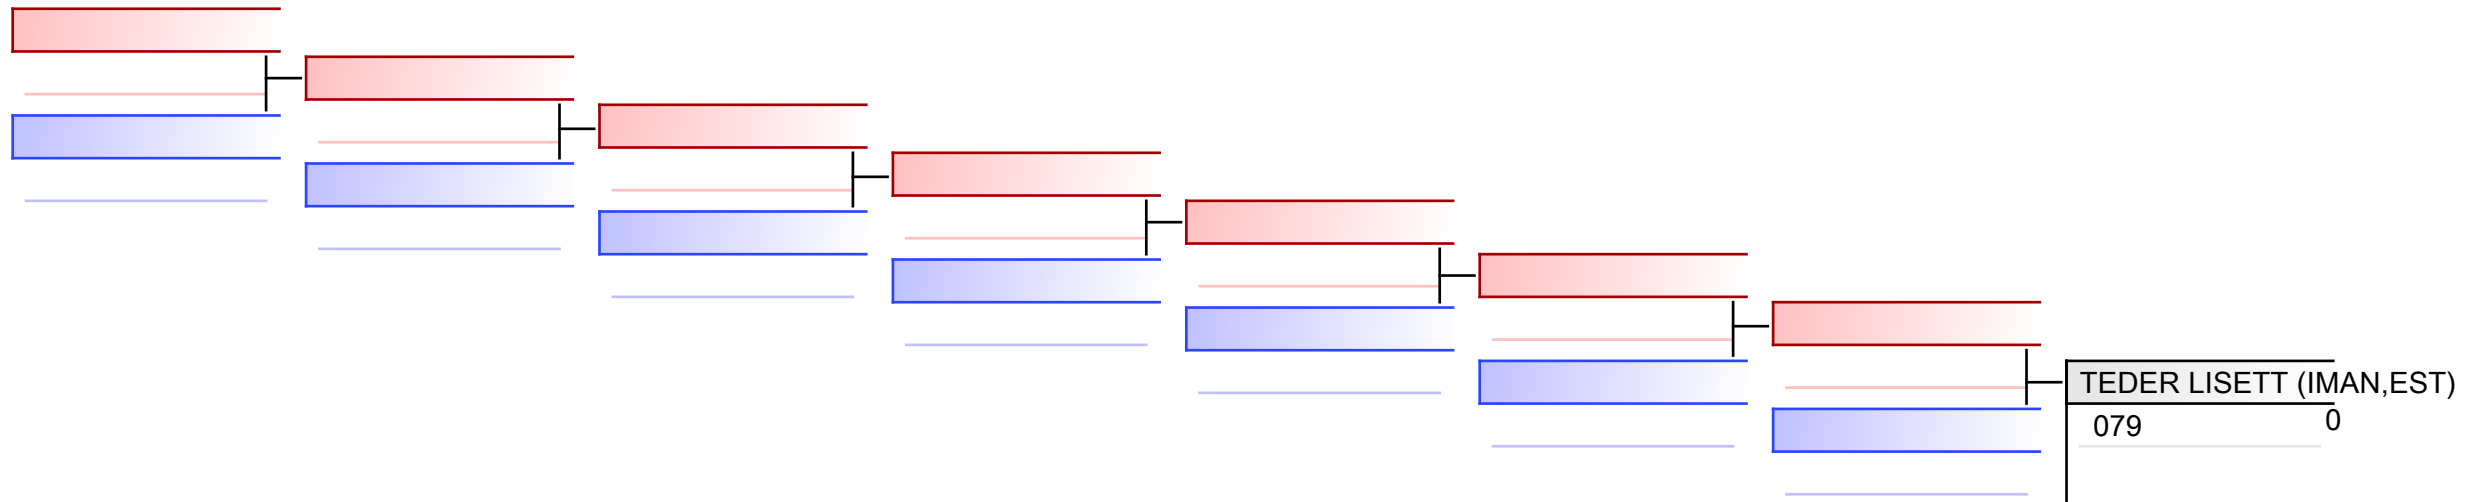 TEDER LISETT (IMAN,EST)
079 0